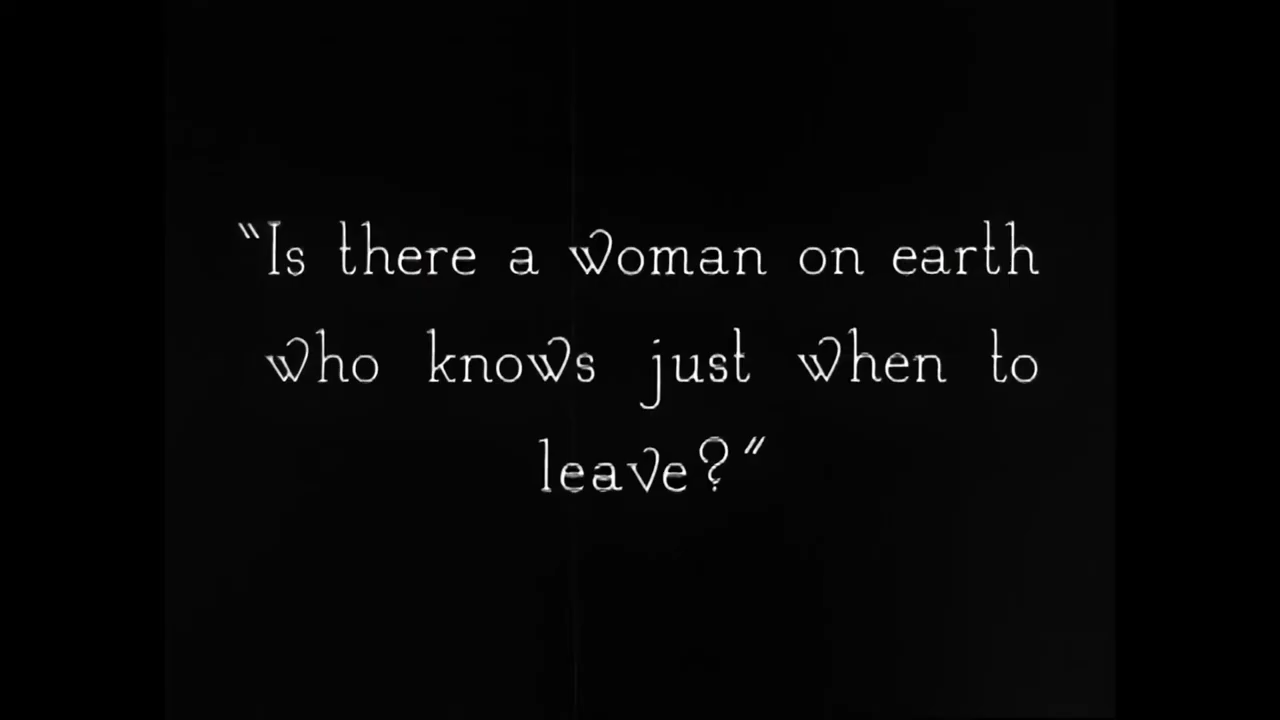 "Is there a woman on earth
who knows just when to
leave?"